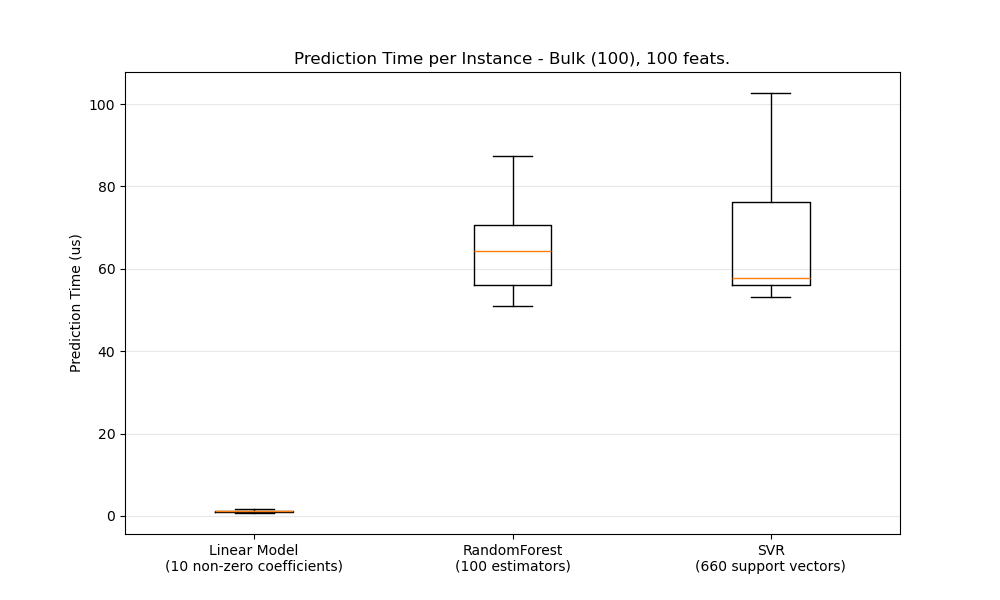 Prediction Time per Instance - Bulk (100), 100 feats.
Prediction Time (us)
100
80
60
40
20
0
Linear Model
(10 non-zero coefficients)
RandomForest
(100 estimators)
SVR
(660 support vectors)